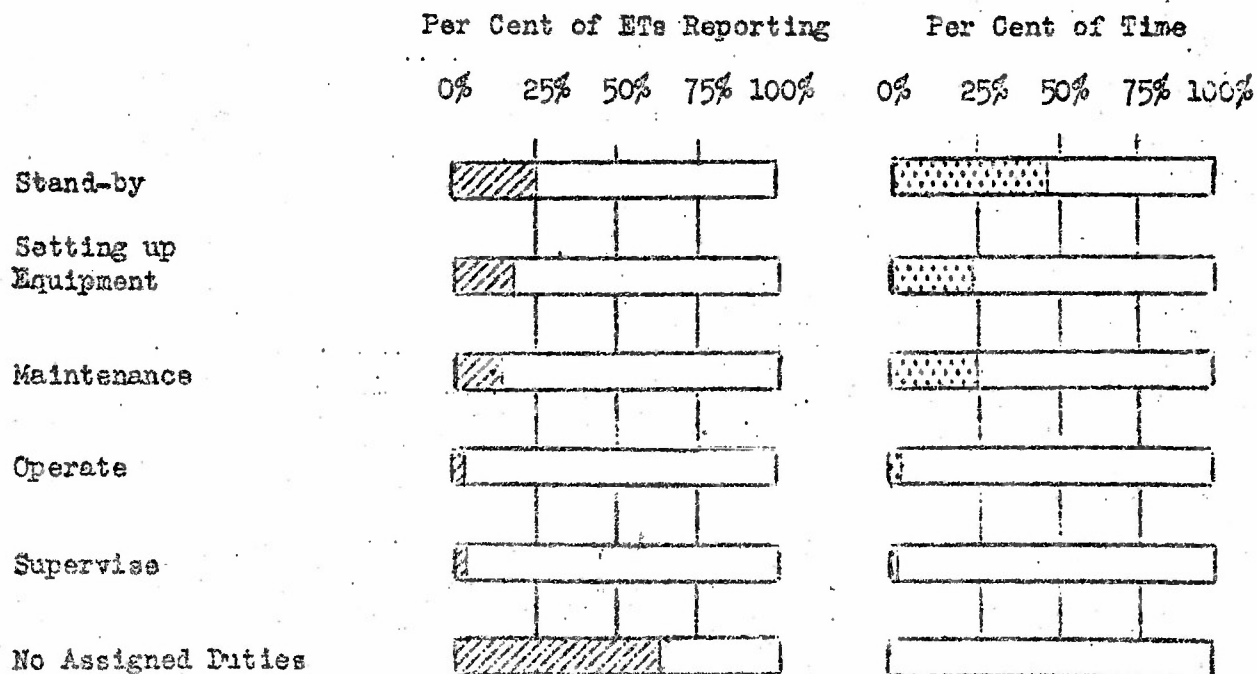 Per Cent of ETs Reporting Per Cent of Time
0% 25% 50% 75% 100% 0% 25% 50% 75% 100%
Stand-by
Setting up
Equipment
Maintenance
Operate
Supervise
No Assigned Duties